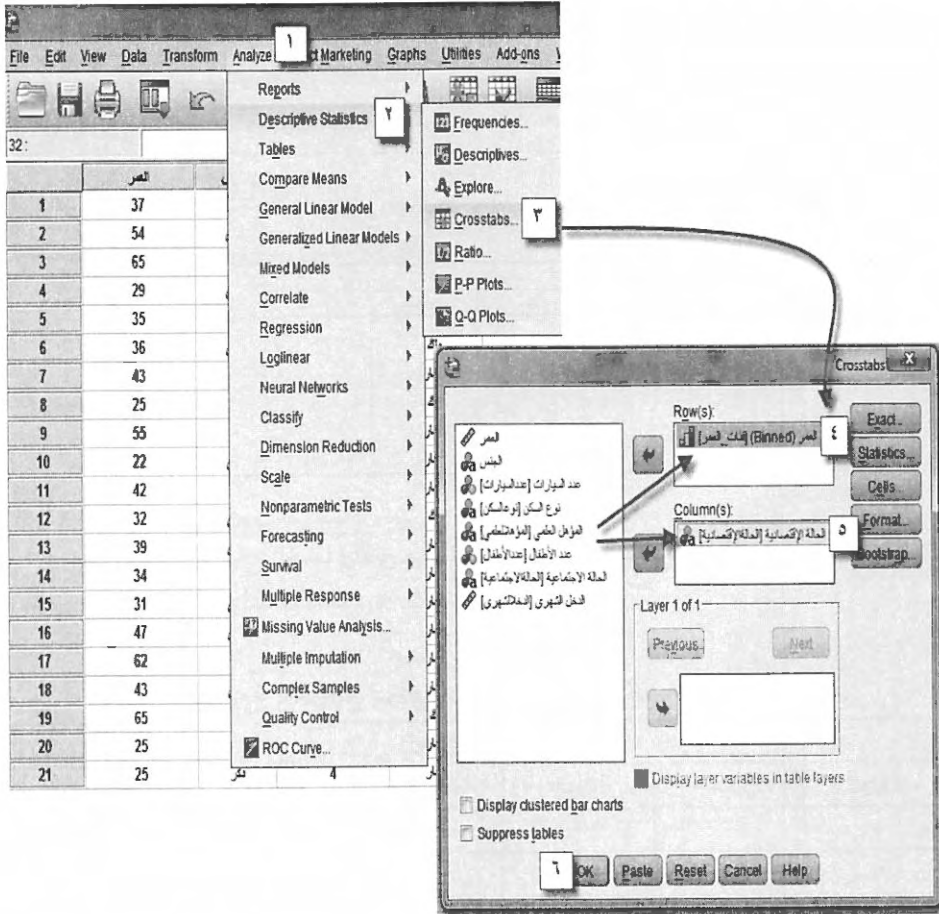 ١
File Edit View Data Transform Analyze ct Marketing Graphs Utilities Add-ons
Reports
Descriptive Statistics ٢
Tables
Compare Means
General Linear Model
Generalized Linear Models
Mixed Models
Correlate
Regression
Loglinear
Neural Networks
Classify
Dimension Reduction
Scale
Nonparametric Tests
Forecasting
Survival
Multiple Response
Missing Value Analysis...
Multiple Imputation
Complex Samples
Quality Control
ROC Curve...
Frequencies...
Descriptives...
Explore...
Crosstabs... ٣
Ratio...
P-P Plots...
Q-Q Plots...
32:
العمر
1 37
2 54
3 65
4 29
5 35
6 36
7 43
8 25
9 55
10 22
11 42
12 32
13 39
14 34
15 31
16 47
17 62
18 43
19 65
20 25
21 25 ذكر 4
Crosstabs
العمر
الجنس
عدد السيارات [عددالسيارات]
نوع السكن [نوعالسكن]
المؤهل العلمي [المؤهلالعلمي]
عدد الأطفال [عددالأطفال]
الحالة الاجتماعية [الحالةالاجتماعية]
الدخل الشهري [الدخلالشهري]
Row(s):
العمر (Binned) [فئات_العمر] ٤
Column(s):
الحالة الإقتصادية [الحالةالإقتصادية] ٥
Layer 1 of 1
Previous Next
Display layer variables in table layers
Exact...
Statistics...
Cells...
Format...
Bootstrap...
Display clustered bar charts
Suppress tables
٦ OK Paste Reset Cancel Help